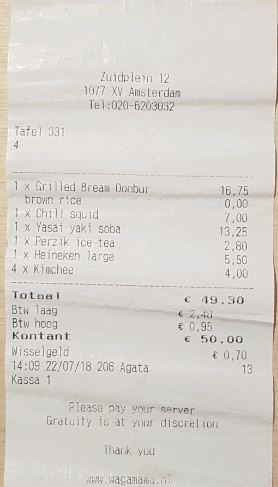 Zuidplein 12
1077 XV Amsterdam
Tel:020-6203032
Tafel 331
4
1 x Grilled Bream Donbur 16,75
brown rice 0,00
1 x Chili squid 7,00
1 x Yasai yaki soba 13,25
1 x Perzik ice-tea 2,80
1 x Heineken large 5,50
4 x Kimchee 4,00
Totaal € 49.30
Btw laag € 2,48
Btw hoog € 0,95
Kontant € 50.00
Wisselgeld € 0,70
14:09 22/07/18 206 Agata 13
Kassa 1
Please pay your server
Gratuity is at your discretion
Thank you
www.wagamama.nl